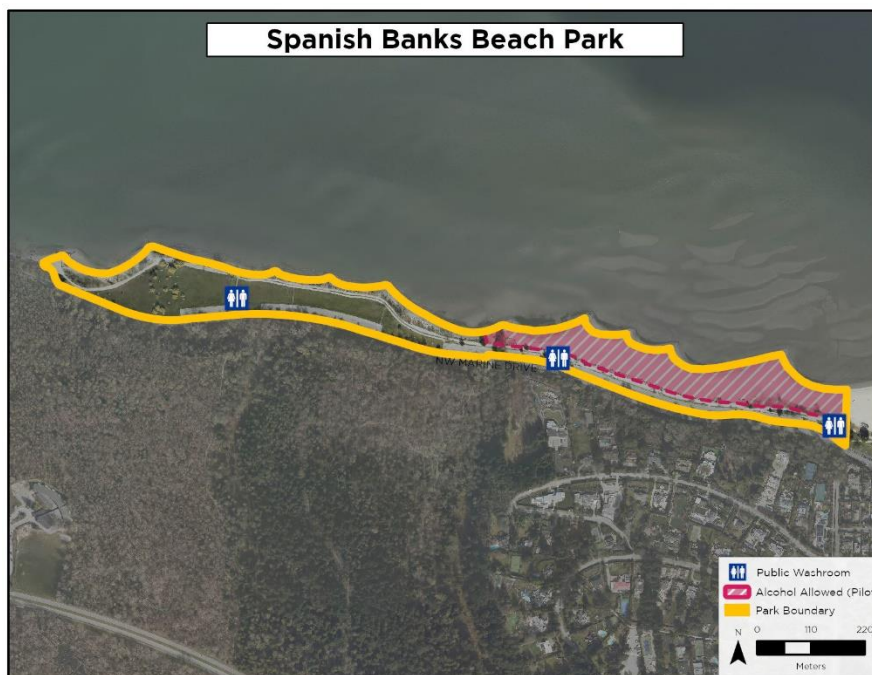 Spanish Banks Beach Park
NW MARINE DRIVE
Public Washroom
Alcohol Allowed (Pilo
Park Boundary
N
0 110 220
Meters